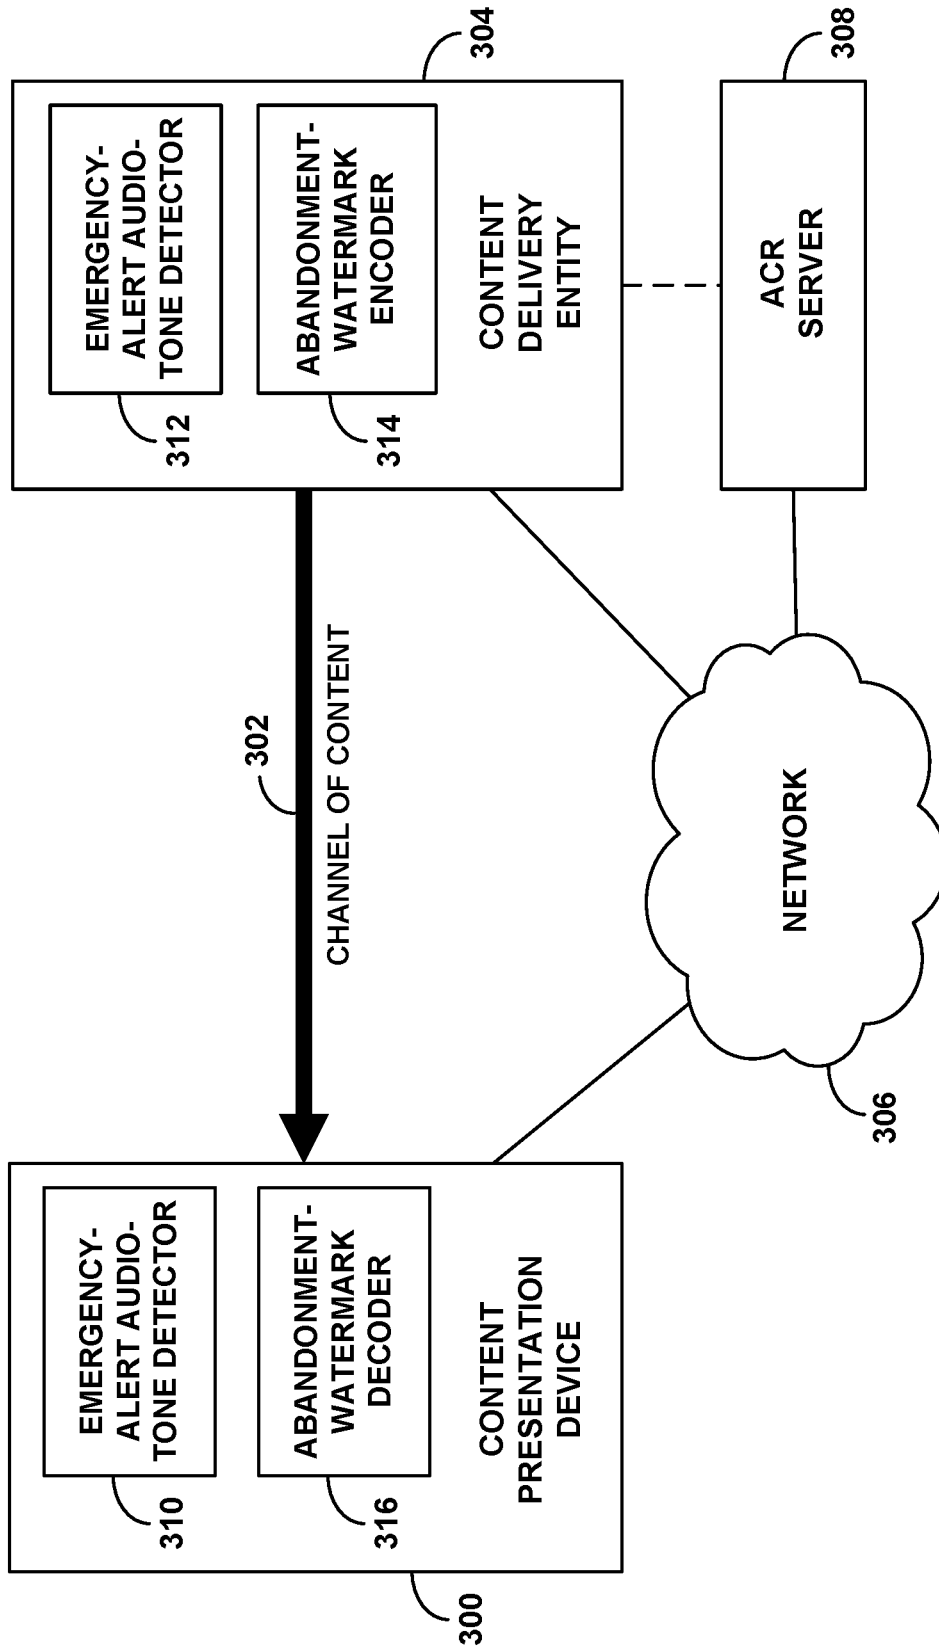 300
EMERGENCY-
ALERT AUDIO-
TONE DETECTOR
310
ABANDONMENT-
WATERMARK
DECODER
316
CONTENT
PRESENTATION
DEVICE
302
CHANNEL OF CONTENT
304
EMERGENCY-
ALERT AUDIO-
TONE DETECTOR
312
ABANDONMENT-
WATERMARK
ENCODER
314
CONTENT
DELIVERY
ENTITY
NETWORK
306
ACR
SERVER
308